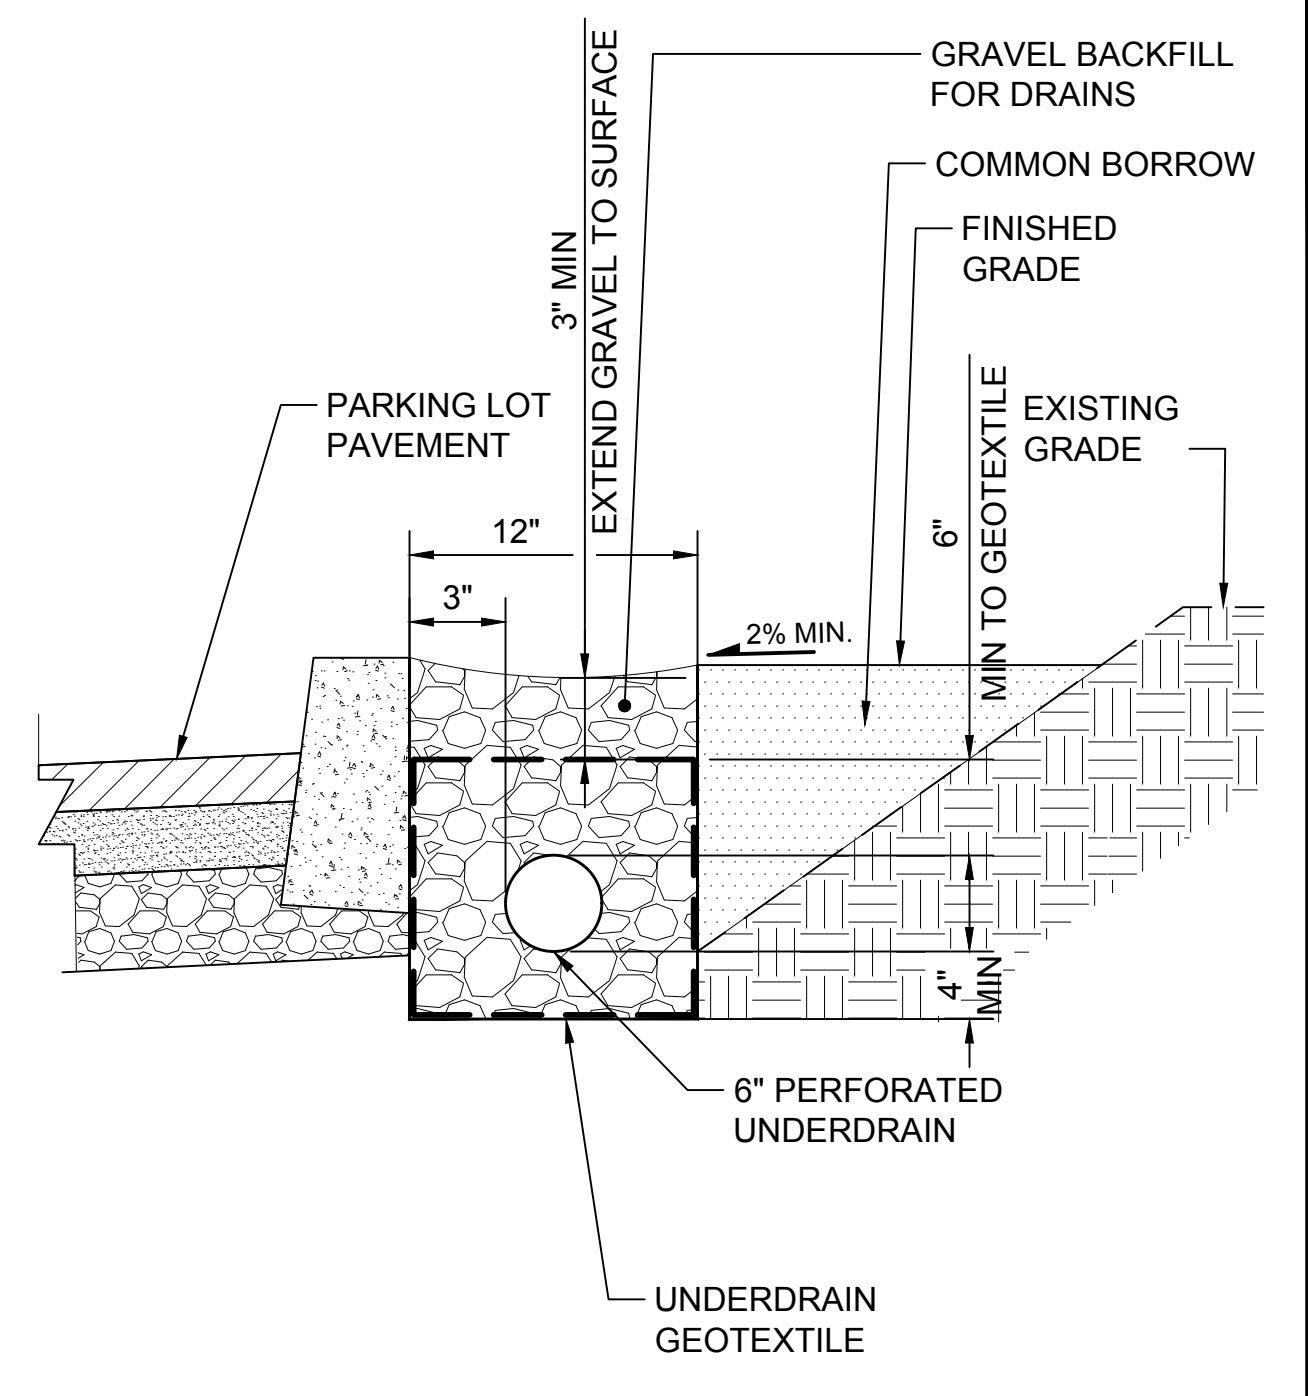 GRAVEL BACKFILL
FOR DRAINS
COMMON BORROW
FINISHED
GRADE
3" MIN
EXTEND GRAVEL TO SURFACE
PARKING LOT
PAVEMENT
EXISTING
GRADE
6"
MIN TO GEOTEXTILE
12"
3"
2% MIN.
4"
MIN
6" PERFORATED
UNDERDRAIN
UNDERDRAIN
GEOTEXTILE